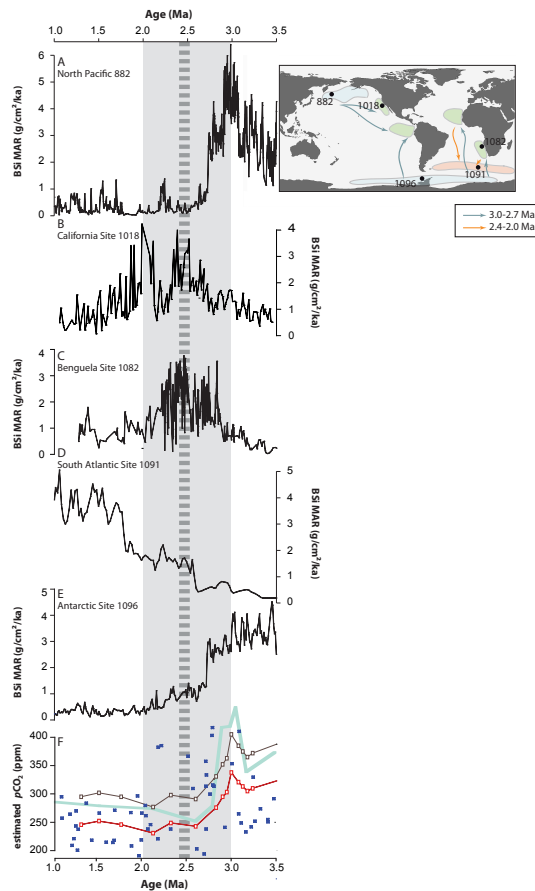 Age (Ma)
1.0 1.5 2.0 2.5 3.0 3.5
A
North Pacific 882
BSi MAR (g/cm²/ka)
6
5
4
3
2
1
0
882
1018
1082
1091
1096
3.0-2.7 Ma
2.4-2.0 Ma
B
California Site 1018
4
3
2
1
0
BSi MAR (g/cm²/ka)
C
Benguela Site 1082
BSi MAR (g/cm²/ka)
4
3
2
1
0
D
South Atlantic Site 1091
5
4
3
2
1
0
BSi MAR (g/cm²/ka)
E
Antarctic Site 1096
BSi MAR (g/cm²/ka)
5
4
3
2
1
0
F
estimated pCO₂ (ppm)
400
350
300
250
200
1.0 1.5 2.0 2.5 3.0 3.5
Age (Ma)